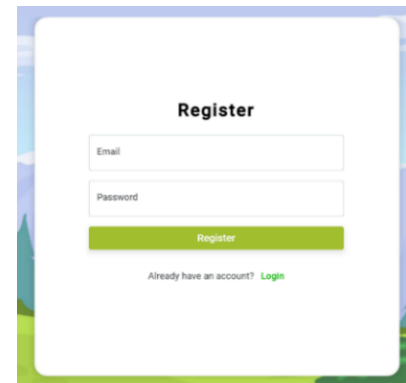 Register
Email
Password
Register
Already have an account? Login